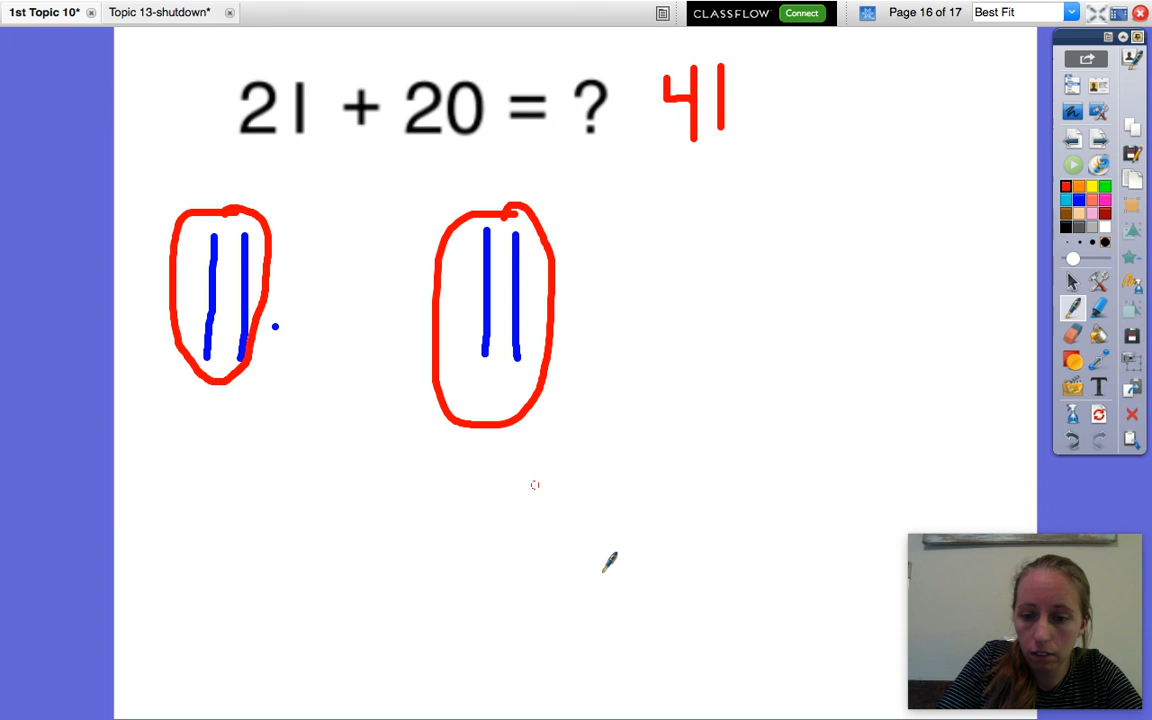 1st Topic 10*
Topic 13-shutdown*
CLASSFLOW Connect
Page 16 of 17
Best Fit
21 + 20 = ? 41
T